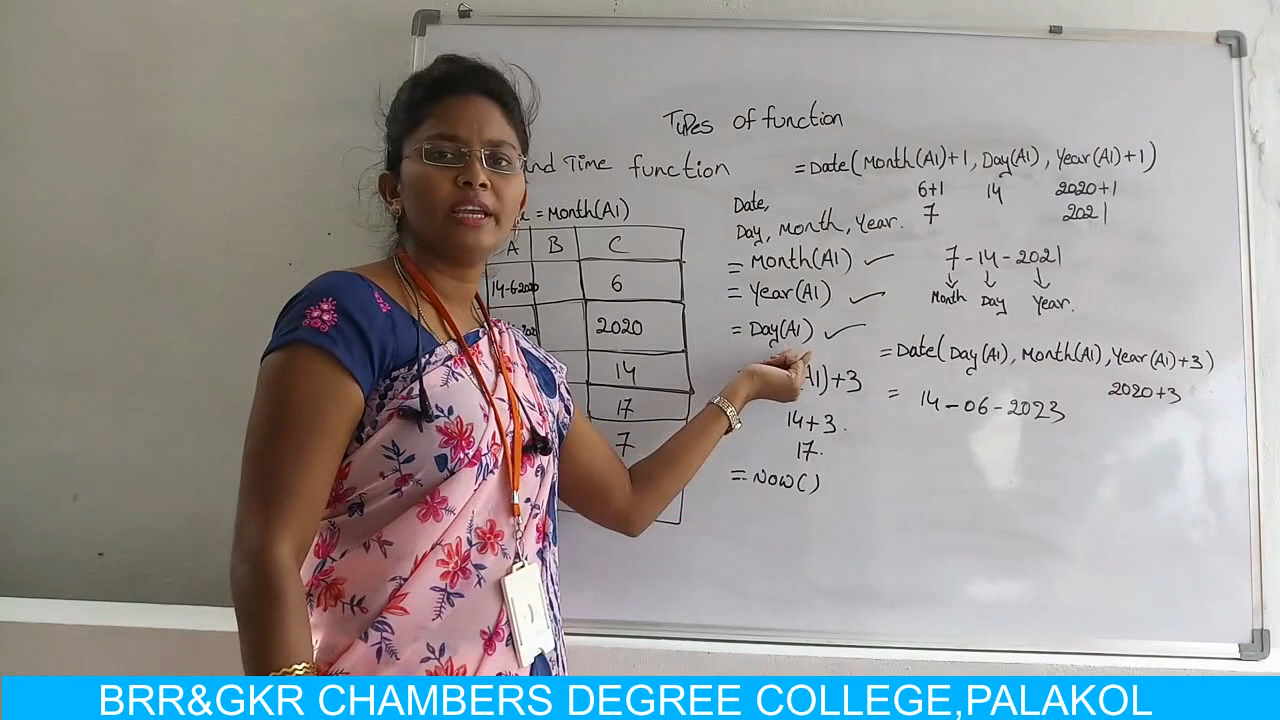 Types of function
and Time function
= Month(A1)
A B C
14-6-2020 6
2020
14
17
7
Date,
Day, Month, Year.
= Month(A1) ✓
= Year(A1) ✓
= Day(A1) ✓
A1)+3
14+3.
17.
= Now()
= Date(Month(A1)+1, Day(A1), Year(A1)+1)
6+1 14 2020+1
7 2021
7-14-2021
Month Day Year.
= Date(Day(A1), Month(A1), Year(A1)+3)
2020+3
= 14-06-2023
BRR&GKR CHAMBERS DEGREE COLLEGE,PALAKOL